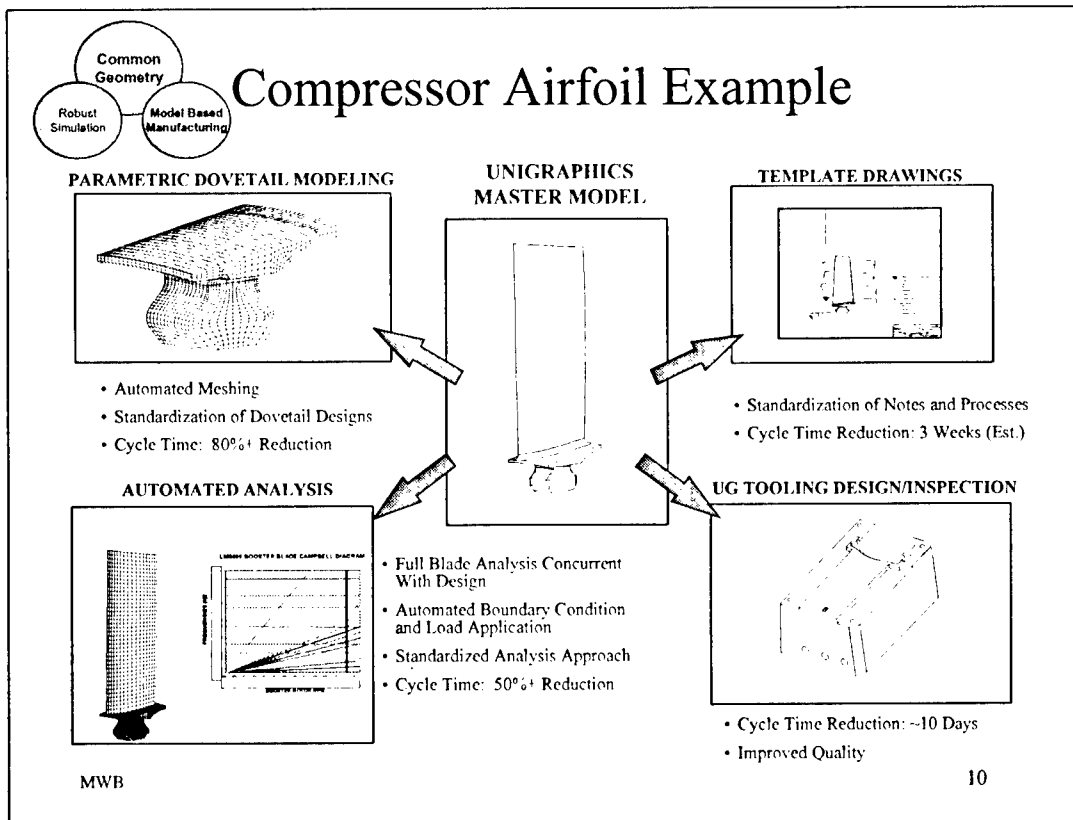 Common
Geometry
Robust
Simulation
Model Based
Manufacturing
Compressor Airfoil Example
PARAMETRIC DOVETAIL MODELING
• Automated Meshing
• Standardization of Dovetail Designs
• Cycle Time: 80%+ Reduction
UNIGRAPHICS
MASTER MODEL
TEMPLATE DRAWINGS
• Standardization of Notes and Processes
• Cycle Time Reduction: 3 Weeks (Est.)
AUTOMATED ANALYSIS
BOOSTER BLADE CAMPBELL DIAGRAM
• Full Blade Analysis Concurrent
With Design
• Automated Boundary Condition
and Load Application
• Standardized Analysis Approach
• Cycle Time: 50%+ Reduction
UG TOOLING DESIGN/INSPECTION
• Cycle Time Reduction: ~10 Days
• Improved Quality
MWB
10